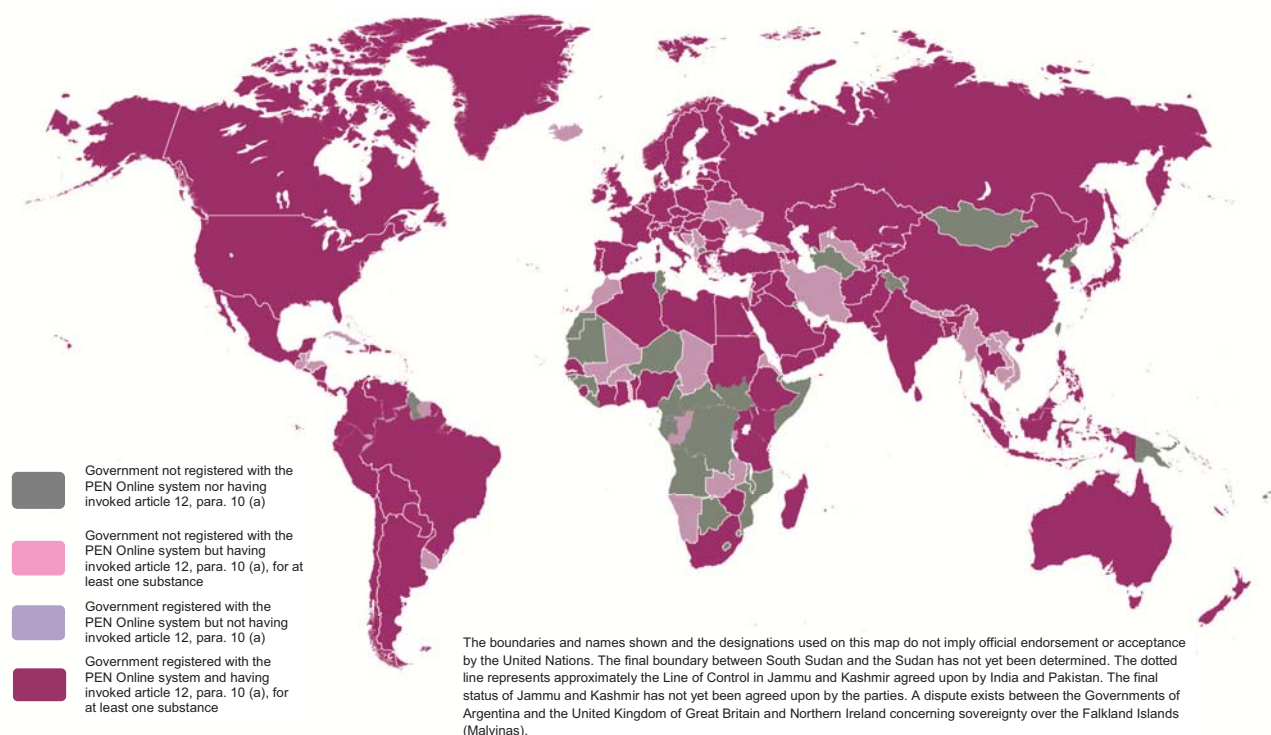 Government not registered with the
PEN Online system nor having
invoked article 12, para. 10 (a)
Government not registered with the
PEN Online system but having
invoked article 12, para. 10 (a), for at
least one substance
Government registered with the
PEN Online system but not having
invoked article 12, para. 10 (a)
Government registered with the
PEN Online system and having
invoked article 12, para. 10 (a), for
at least one substance
The boundaries and names shown and the designations used on this map do not imply official endorsement or acceptance
by the United Nations. The final boundary between South Sudan and the Sudan has not yet been determined. The dotted
line represents approximately the Line of Control in Jammu and Kashmir agreed upon by India and Pakistan. The final
status of Jammu and Kashmir has not yet been agreed upon by the parties. A dispute exists between the Governments of
Argentina and the United Kingdom of Great Britain and Northern Ireland concerning sovereignty over the Falkland Islands
(Malvinas).